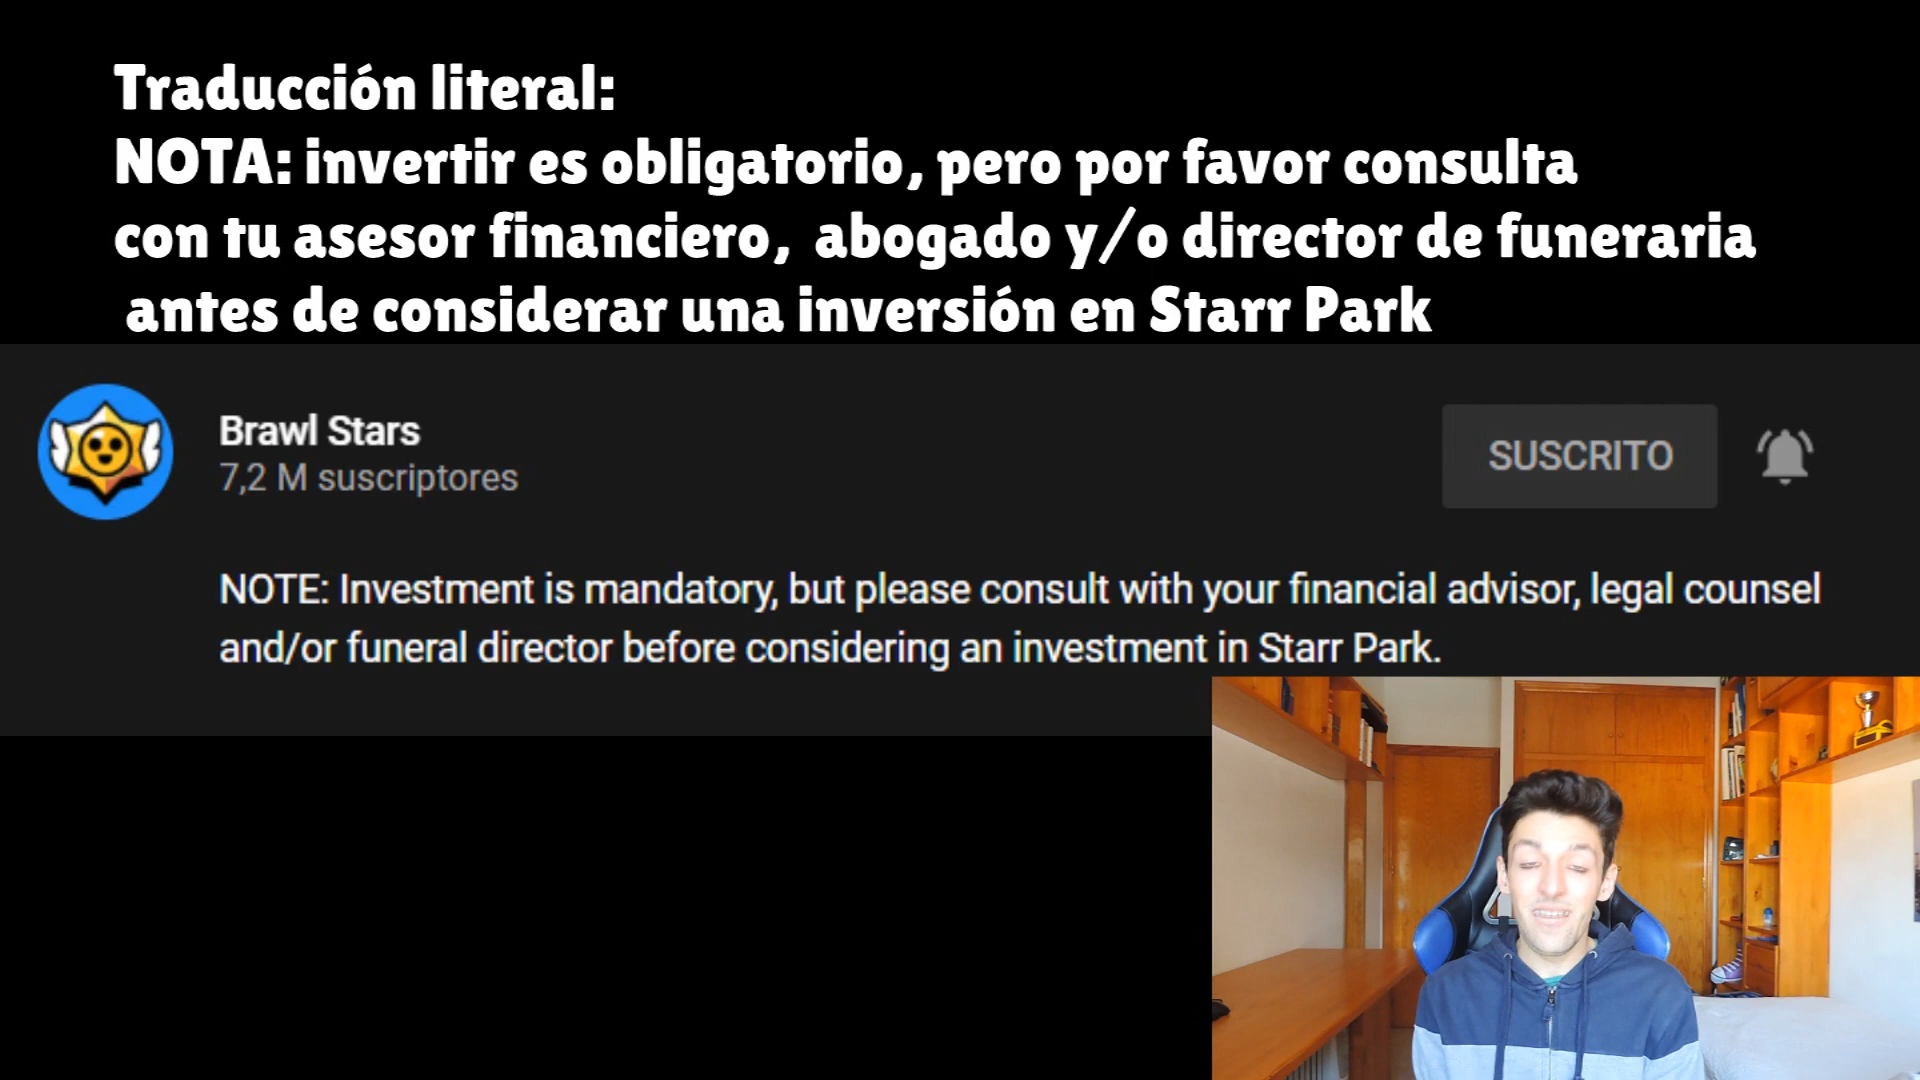 Traducción literal:
NOTA: invertir es obligatorio, pero por favor consulta
con tu asesor financiero, abogado y/o director de funeraria
antes de considerar una inversión en Starr Park
Brawl Stars
7,2 M suscriptores
SUSCRITO
NOTE: Investment is mandatory, but please consult with your financial advisor, legal counsel
and/or funeral director before considering an investment in Starr Park.